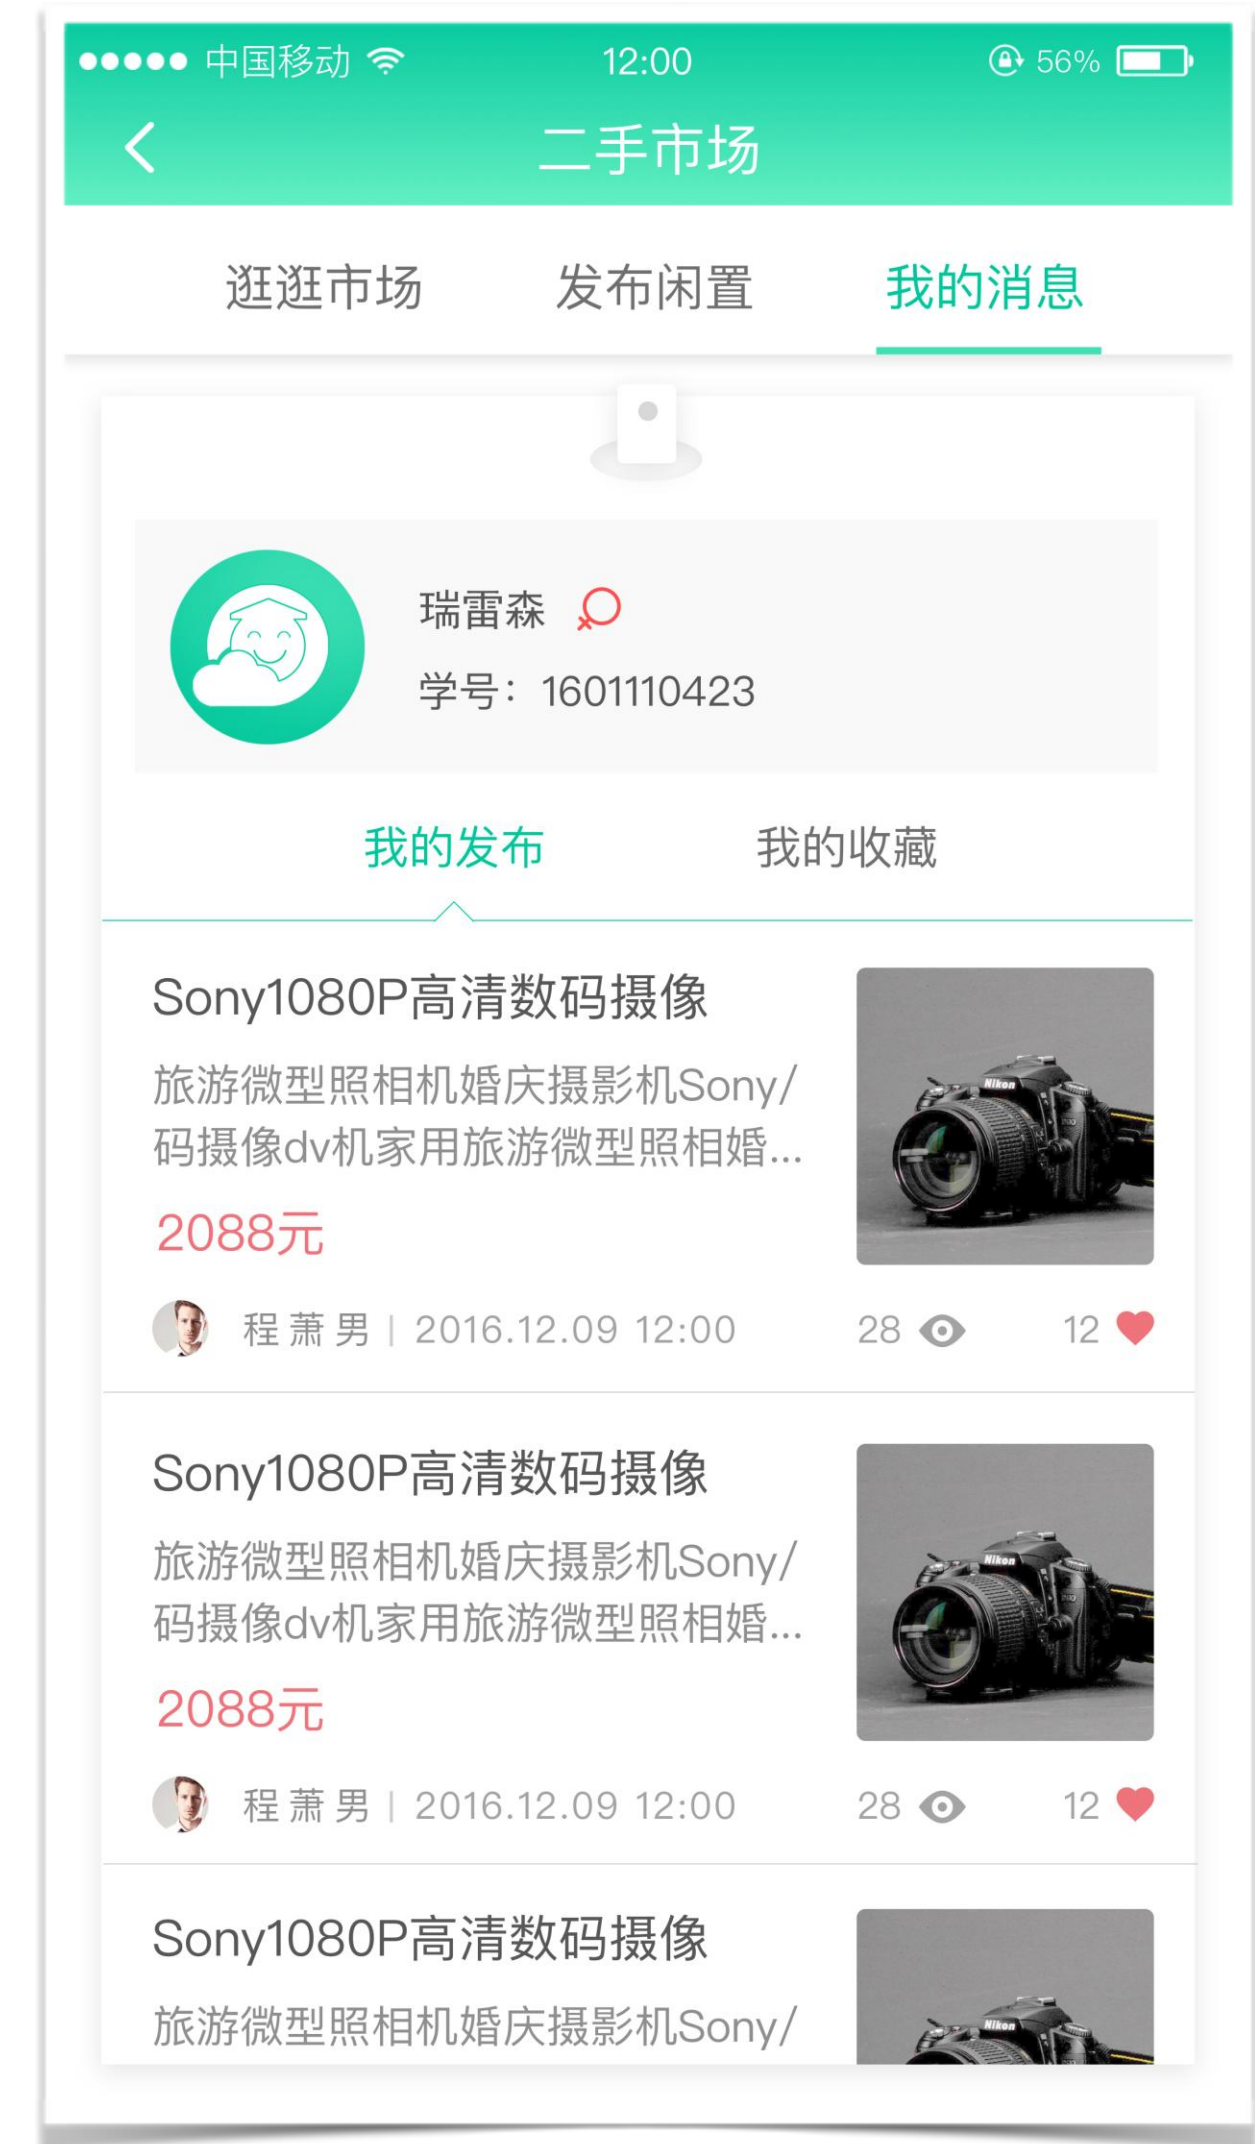 中国移动 12:00 56%
二手市场
逛逛市场 发布闲置 我的消息
瑞雷森
学号：1601110423
我的发布 我的收藏
Sony1080P高清数码摄像
旅游微型照相机婚庆摄影机Sony/
码摄像dv机家用旅游微型照相婚...
2088元
Nikon
程萧男 | 2016.12.09 12:00 28 12
Sony1080P高清数码摄像
旅游微型照相机婚庆摄影机Sony/
码摄像dv机家用旅游微型照相婚...
2088元
Nikon
程萧男 | 2016.12.09 12:00 28 12
Sony1080P高清数码摄像
旅游微型照相机婚庆摄影机Sony/
Nikon